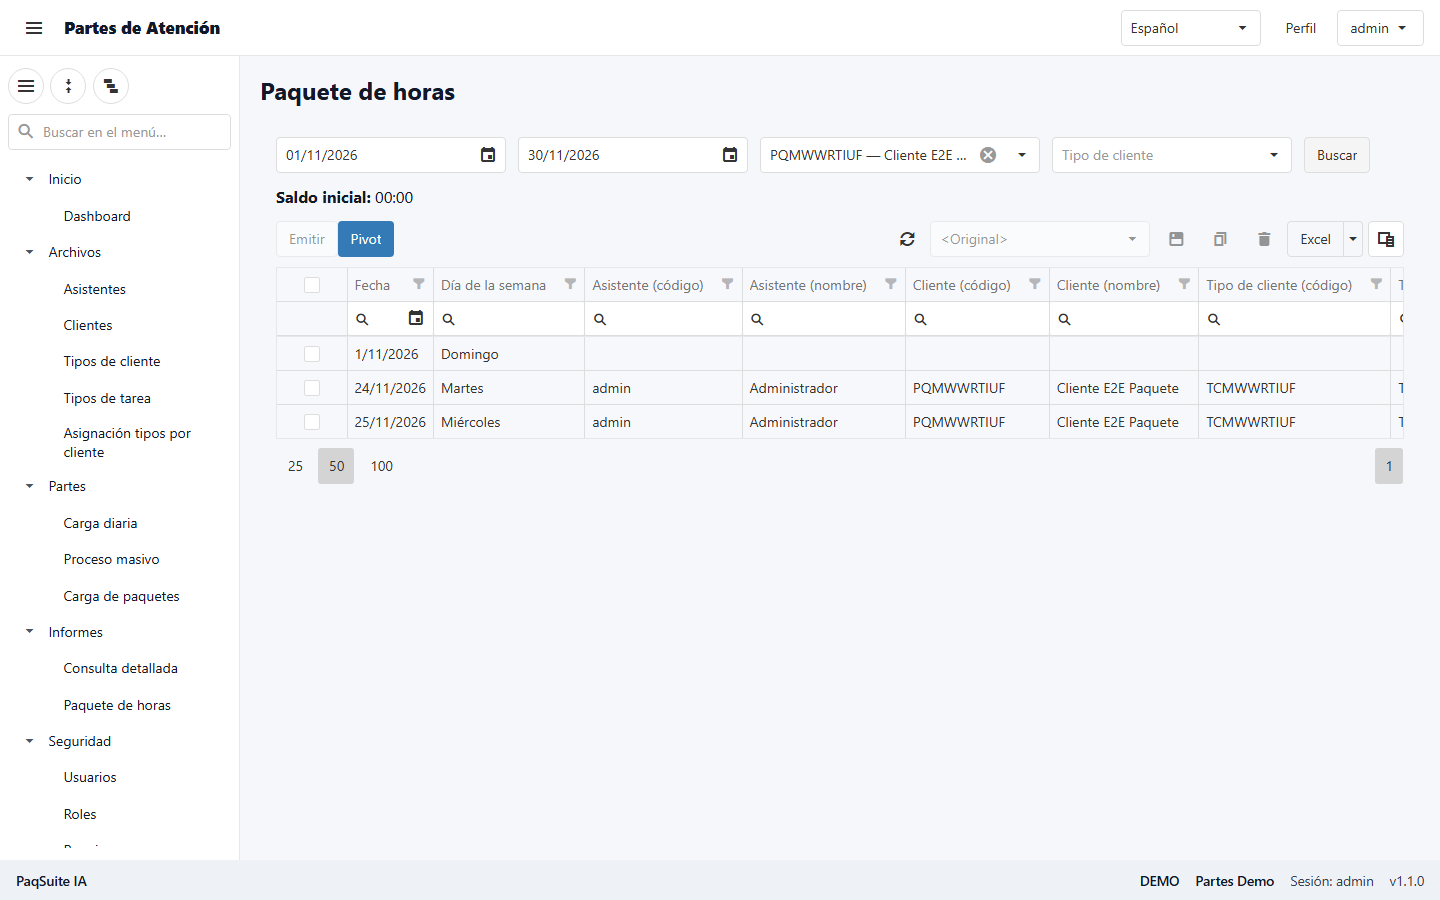 Partes de Atención
Español
Perfil
admin
Buscar en el menú...
Inicio
Dashboard
Archivos
Asistentes
Clientes
Tipos de cliente
Tipos de tarea
Asignación tipos por
cliente
Partes
Carga diaria
Proceso masivo
Carga de paquetes
Informes
Consulta detallada
Paquete de horas
Seguridad
Usuarios
Roles
Paquete de horas
01/11/2026
30/11/2026
PQMWWRTIUF — Cliente E2E ...
Tipo de cliente
Buscar
Saldo inicial: 00:00
Emitir
Pivot
<Original>
Excel
Fecha Día de la semana Asistente (código) Asistente (nombre) Cliente (código) Cliente (nombre) Tipo de cliente (código)
1/11/2026 Domingo
24/11/2026 Martes admin Administrador PQMWWRTIUF Cliente E2E Paquete TCMWWRTIUF
25/11/2026 Miércoles admin Administrador PQMWWRTIUF Cliente E2E Paquete TCMWWRTIUF
25 50 100
1
PaqSuite IA
DEMO Partes Demo Sesión: admin v1.1.0